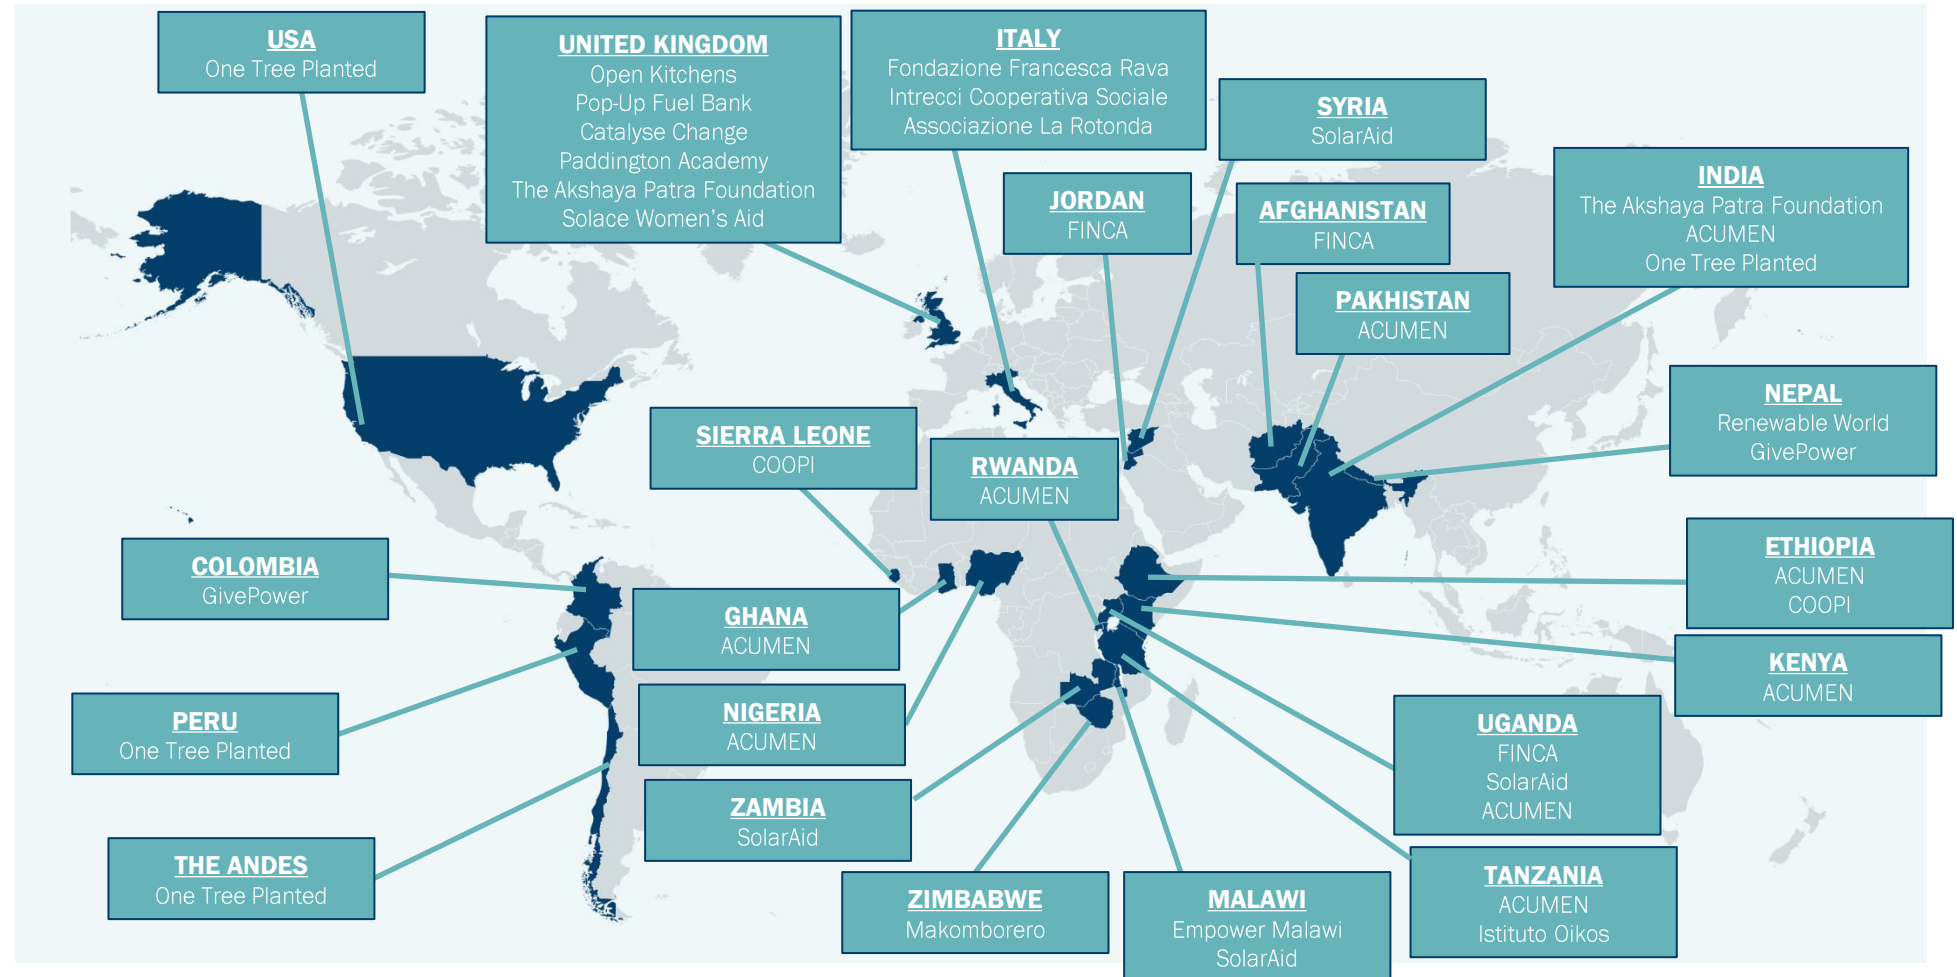 USA
One Tree Planted
UNITED KINGDOM
Open Kitchens
Pop-Up Fuel Bank
Catalyse Change
Paddington Academy
The Akshaya Patra Foundation
Solace Women's Aid
ITALY
Fondazione Francesca Rava
Intrecci Cooperativa Sociale
Associazione La Rotonda
SYRIA
SolarAid
JORDAN
FINCA
AFGHANISTAN
FINCA
INDIA
The Akshaya Patra Foundation
ACUMEN
One Tree Planted
PAKHISTAN
ACUMEN
NEPAL
Renewable World
GivePower
SIERRA LEONE
COOPI
RWANDA
ACUMEN
ETHIOPIA
ACUMEN
COOPI
COLOMBIA
GivePower
GHANA
ACUMEN
KENYA
ACUMEN
PERU
One Tree Planted
NIGERIA
ACUMEN
UGANDA
FINCA
SolarAid
ACUMEN
ZAMBIA
SolarAid
THE ANDES
One Tree Planted
ZIMBABWE
Makomborero
MALAWI
Empower Malawi
SolarAid
TANZANIA
ACUMEN
Istituto Oikos